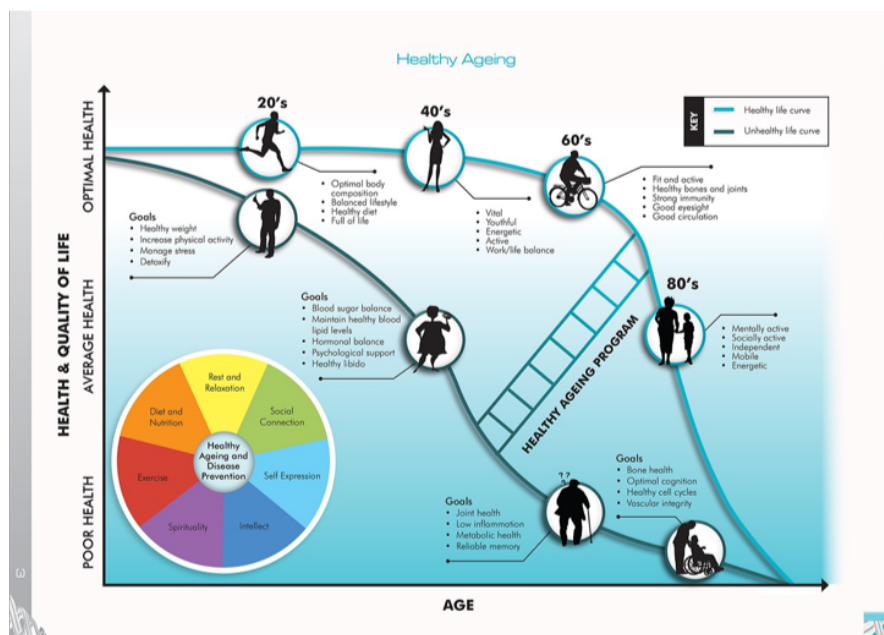 Healthy Ageing
KEY
Healthy life curve
Unhealthy life curve
HEALTH & QUALITY OF LIFE
OPTIMAL HEALTH
AVERAGE HEALTH
POOR HEALTH
20's
40's
60's
80's
• Optimal body
composition
• Balanced lifestyle
• Healthy diet
• Full of life
• Vital
• Youthful
• Energetic
• Active
• Work/life balance
• Fit and active
• Healthy bones and joints
• Strong immunity
• Good eyesight
• Good circulation
• Mentally active
• Socially active
• Independent
• Mobile
• Energetic
Goals
• Healthy weight
• Increase physical activity
• Manage stress
• Detoxify
Goals
• Blood sugar balance
• Maintain healthy blood
lipid levels
• Hormonal balance
• Psychological support
• Healthy libido
HEALTHY AGEING PROGRAM
Goals
• Joint health
• Low inflammation
• Metabolic health
• Reliable memory
??
Goals
• Bone health
• Optimal cognition
• Healthy cell cycles
• Vascular integrity
Rest and
Relaxation
Social
Connection
Self Expression
Intellect
Spirituality
Exercise
Diet and
Nutrition
Healthy
Ageing and
Disease
Prevention
AGE
3